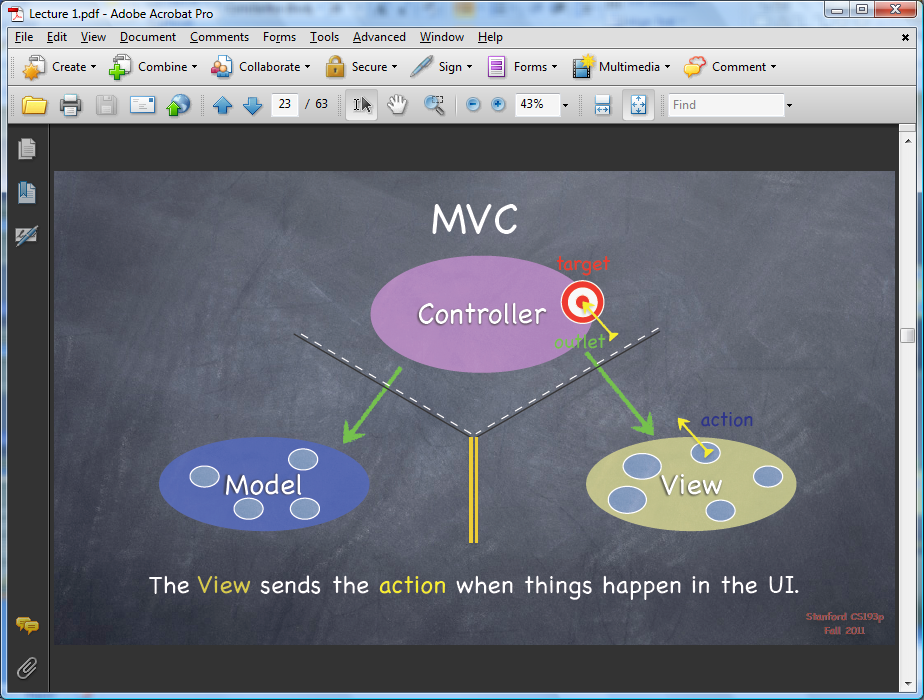 Lecture 1.pdf - Adobe Acrobat Pro
File Edit View Document Comments Forms Tools Advanced Window Help
Create Combine Collaborate Secure Sign Forms Multimedia Comment
23 / 63 43% Find
MVC
target
Controller
outlet
action
Model
View
The View sends the action when things happen in the UI.
Stanford CS193p
Fall 2011